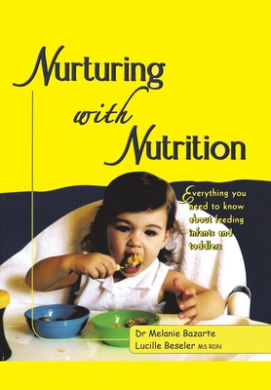 Nurturing
with
Nutrition
Everything you
need to know
about feeding
infants and
toddlers
Dr Melanie Bazarte
Lucille Beseler MS RDN